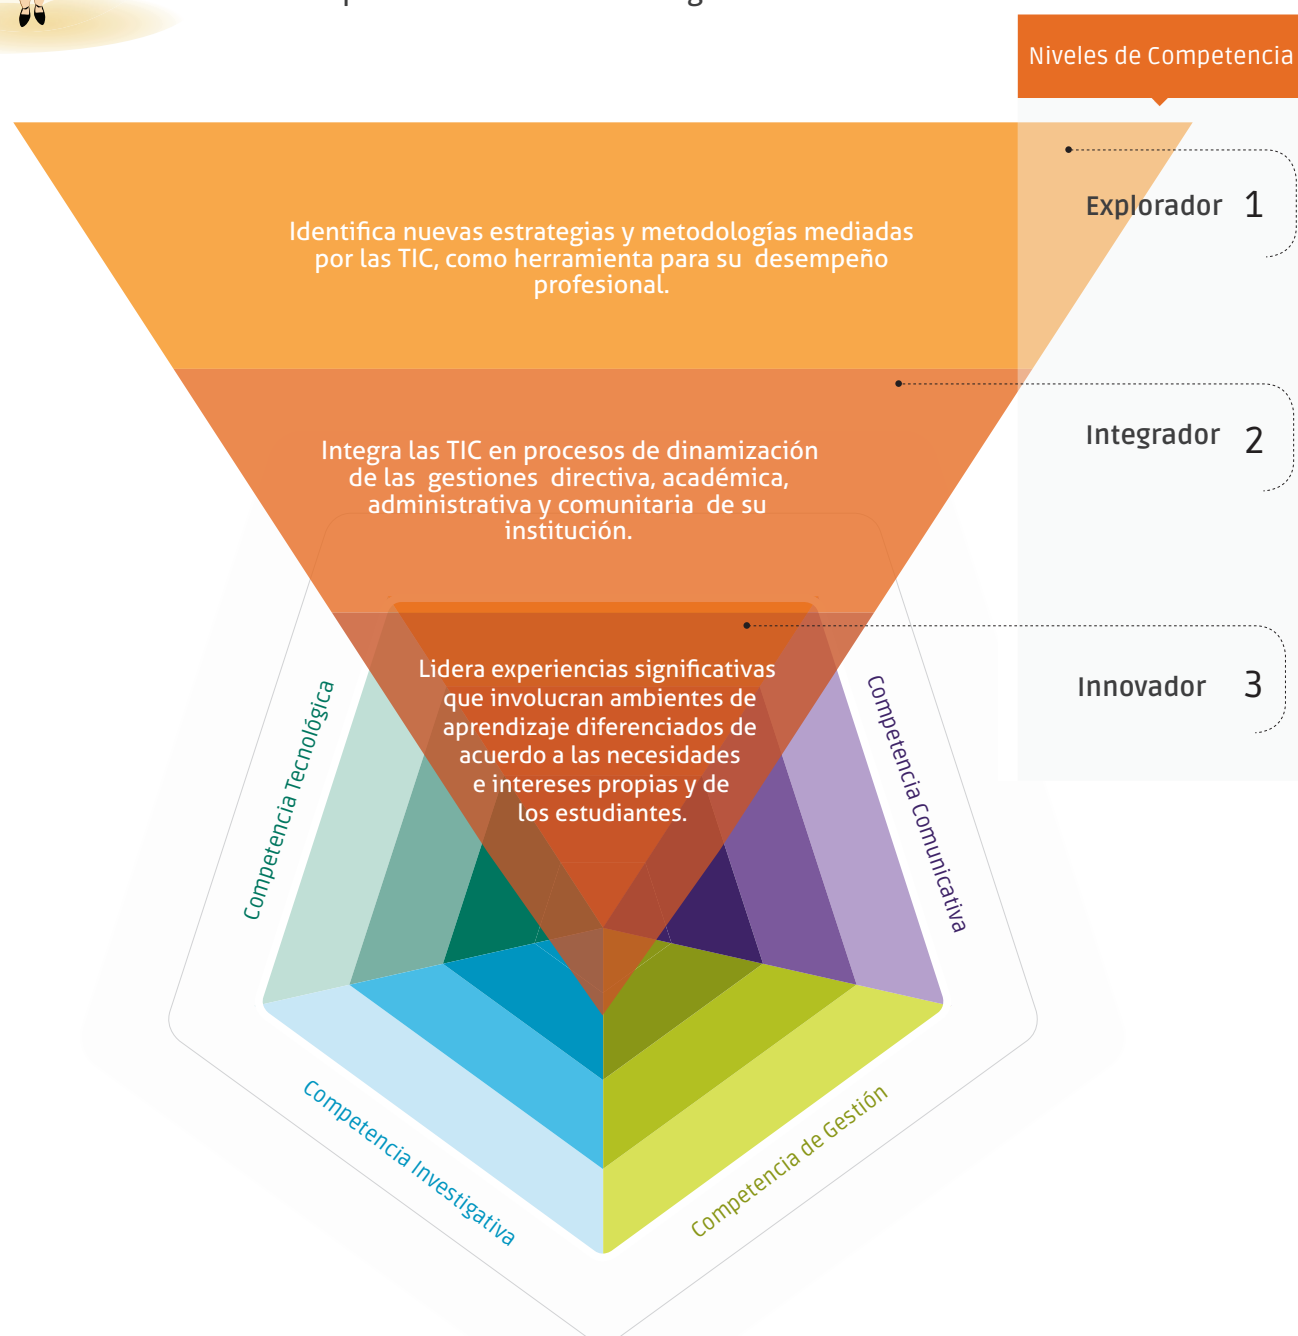 Niveles de Competencia
Explorador 1
Identifica nuevas estrategias y metodologías mediadas
por las TIC, como herramienta para su desempeño
profesional.
Integrador 2
Integra las TIC en procesos de dinamización
de las gestiones directiva, académica,
administrativa y comunitaria de su
institución.
Innovador 3
Lidera experiencias significativas
que involucran ambientes de
aprendizaje diferenciados de
acuerdo a las necesidades
e intereses propias y de
los estudiantes.
Competencia Tecnológica
Competencia Comunicativa
Competencia Investigativa
Competencia de Gestión